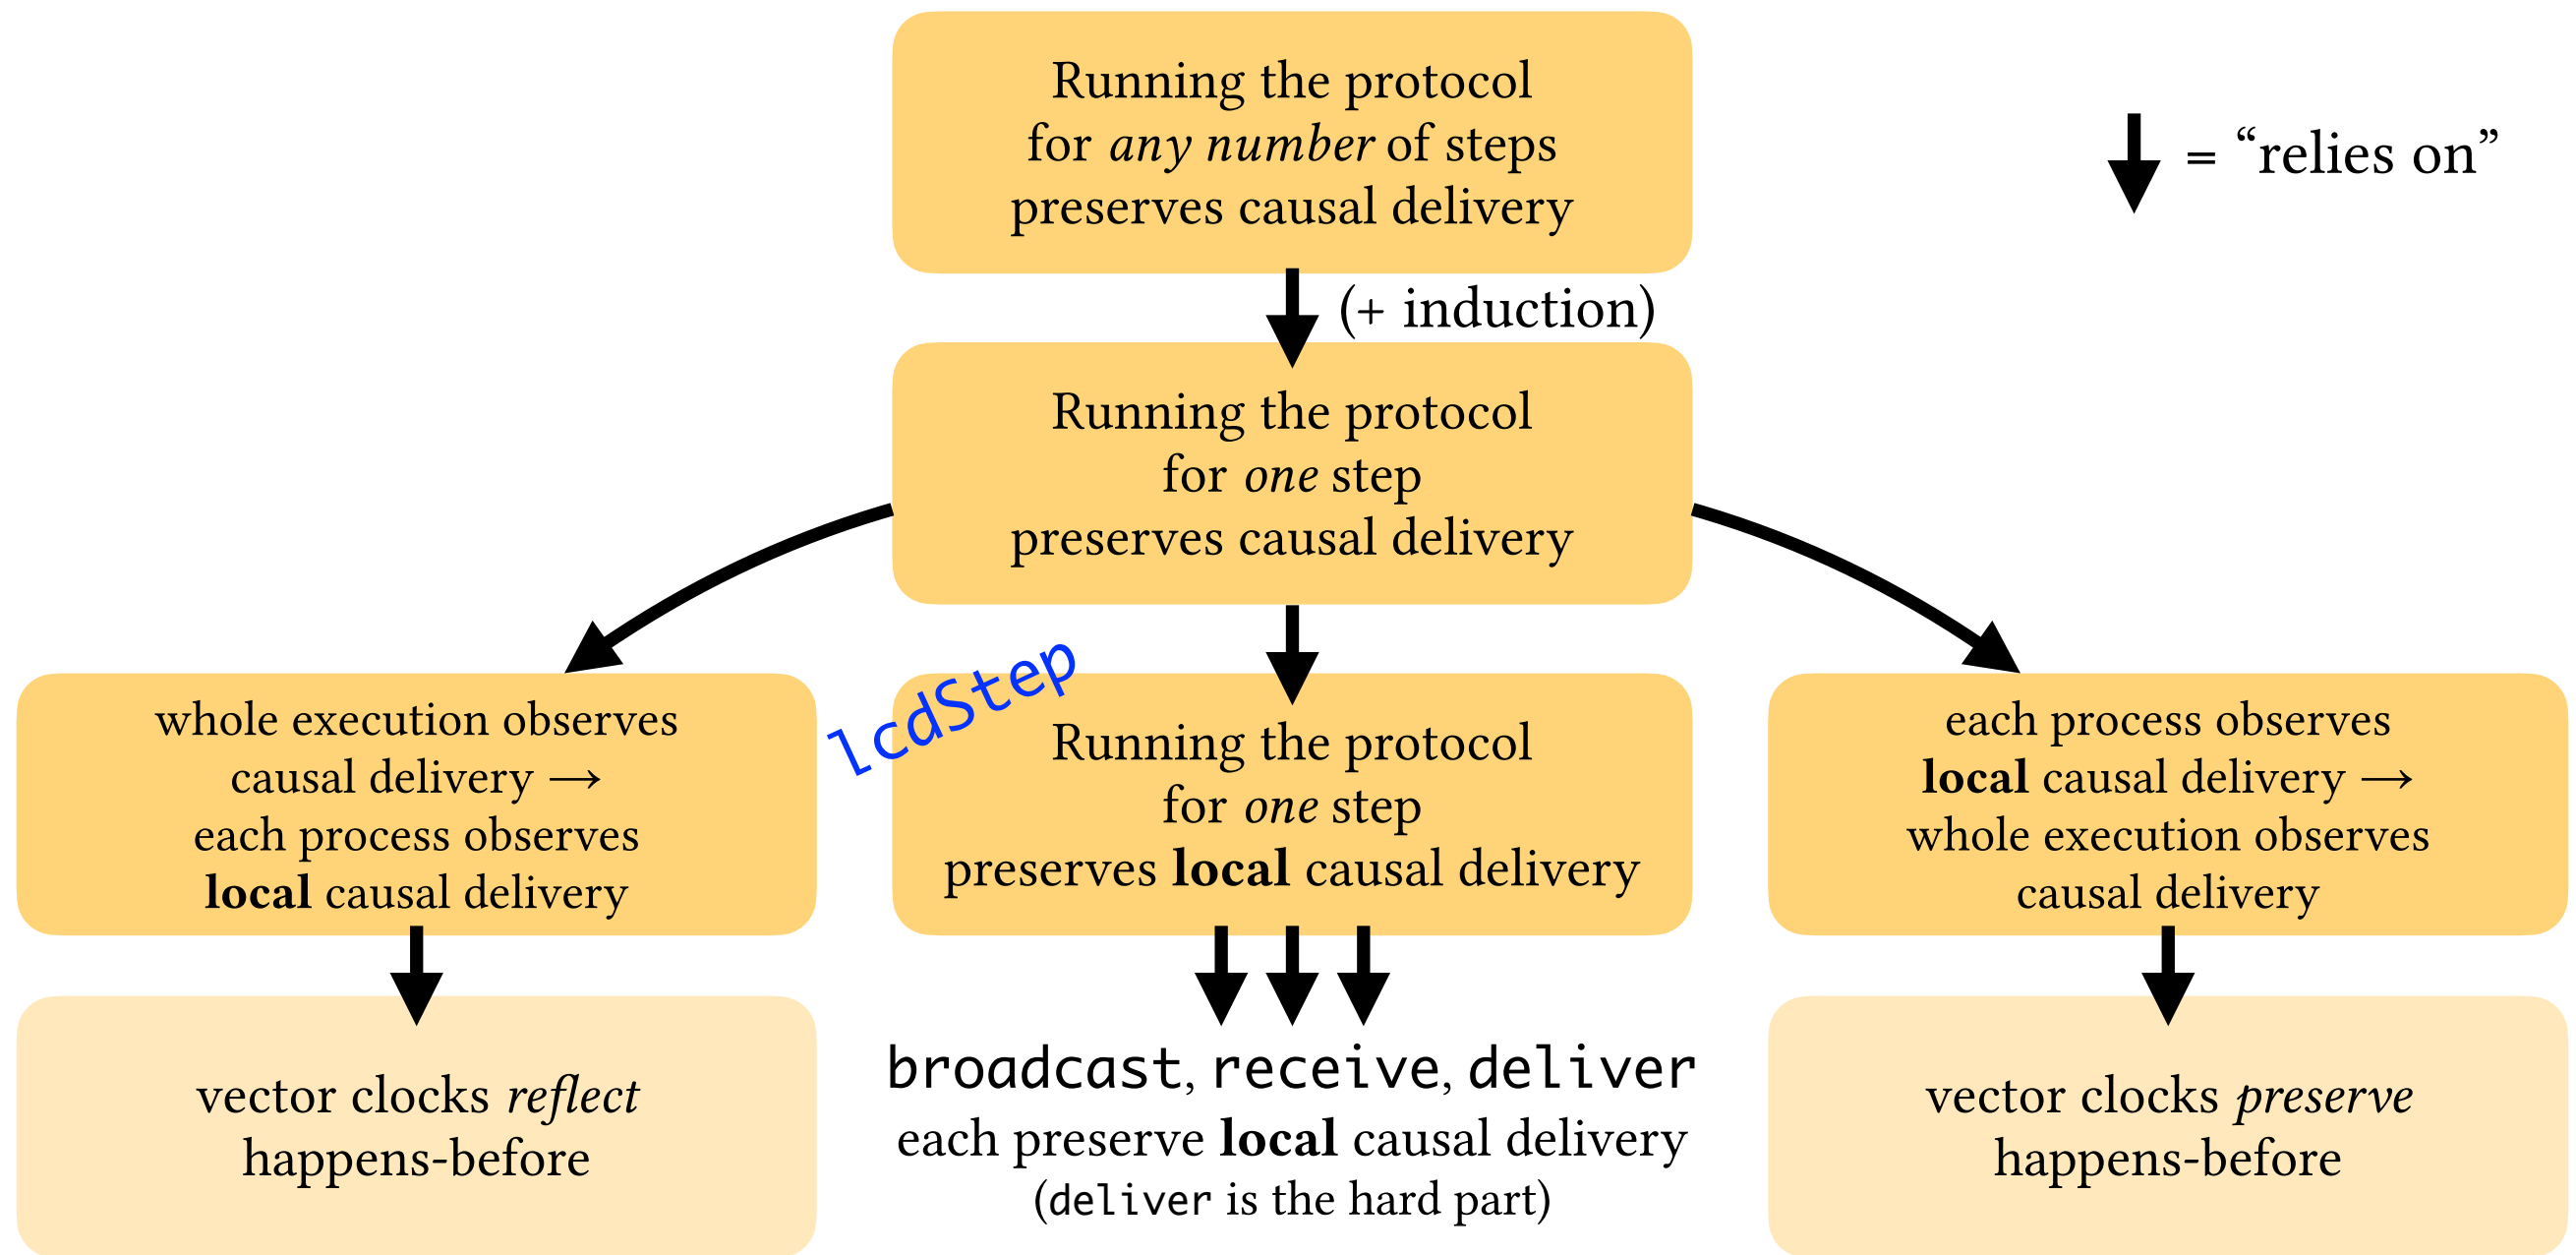 Running the protocol
for any number of steps
preserves causal delivery
= “relies on”
(+ induction)
Running the protocol
for one step
preserves causal delivery
whole execution observes
causal delivery →
each process observes
local causal delivery
lcdStep
Running the protocol
for one step
preserves local causal delivery
each process observes
local causal delivery →
whole execution observes
causal delivery
vector clocks reflect
happens-before
broadcast, receive, deliver
each preserve local causal delivery
(deliver is the hard part)
vector clocks preserve
happens-before